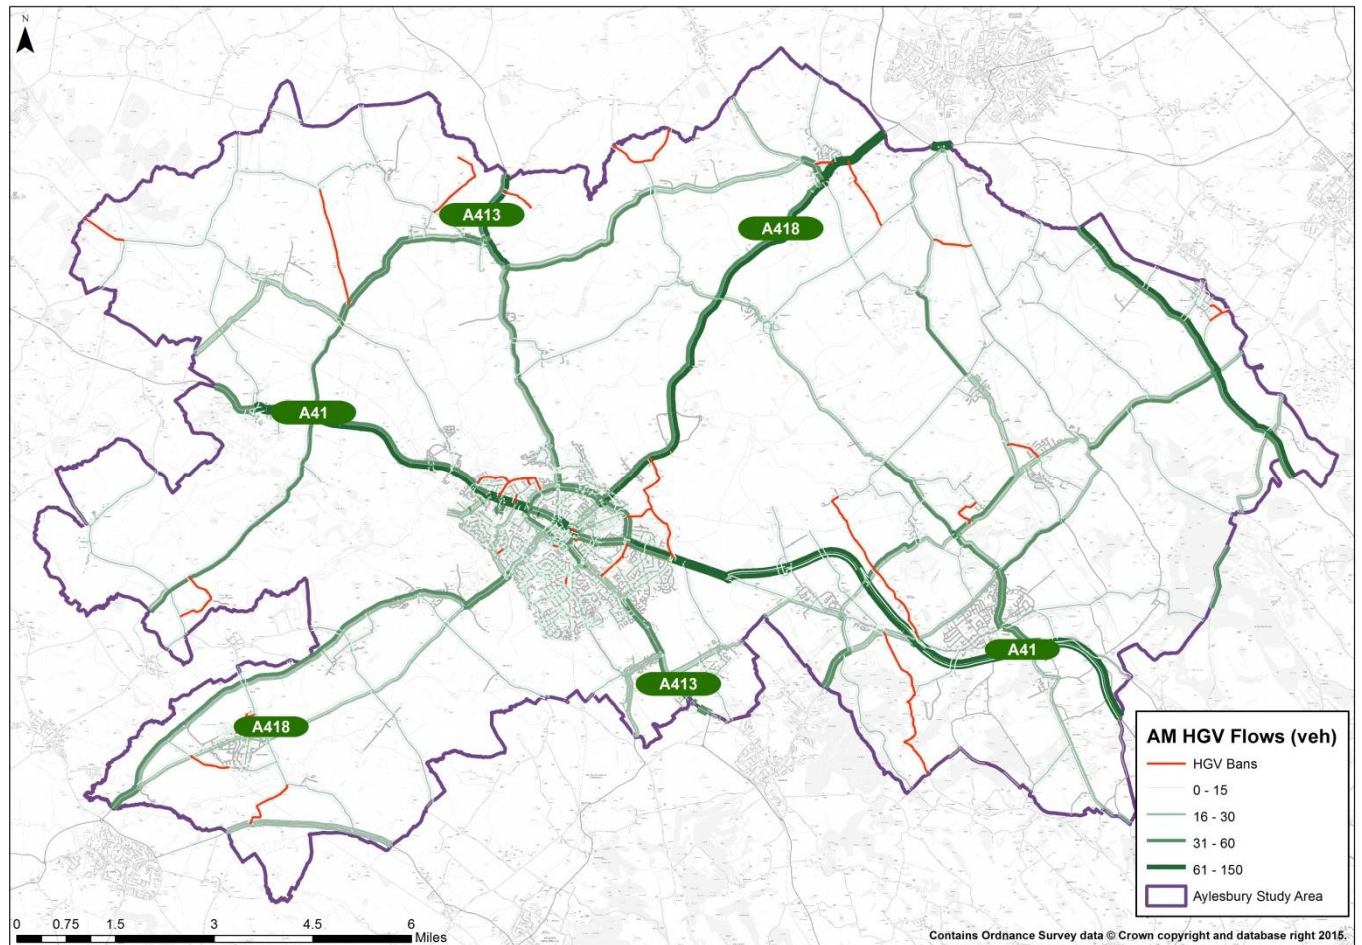 N
A413
A418
A41
A41
A413
A418
AM HGV Flows (veh)
HGV Bans
0 - 15
16 - 30
31 - 60
61 - 150
Aylesbury Study Area
0 0.75 1.5 3 4.5 6
Miles
Contains Ordnance Survey data © Crown copyright and database right 2015.